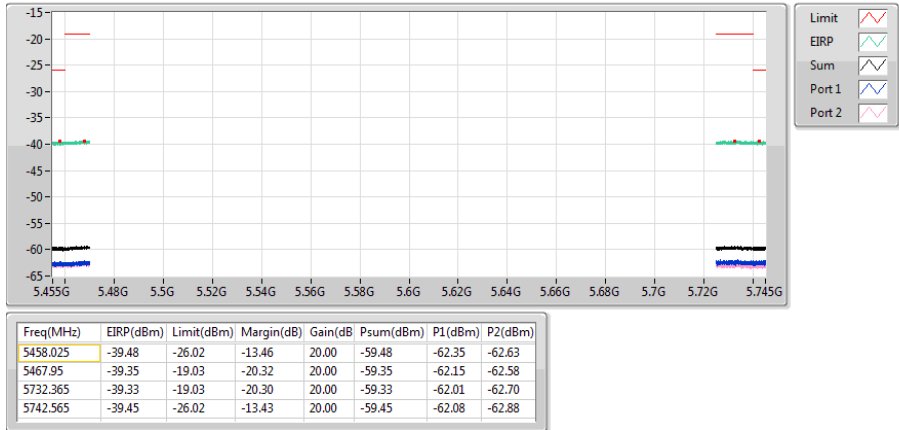 -15
-20
-25
-30
-35
-40
-45
-50
-55
-60
-65
5.455G 5.48G 5.5G 5.52G 5.54G 5.56G 5.58G 5.6G 5.62G 5.64G 5.66G 5.68G 5.7G 5.72G 5.745G
Limit
EIRP
Sum
Port 1
Port 2
Freq(MHz) EIRP(dBm) Limit(dBm) Margin(dB) Gain(dB Psum(dBm) P1(dBm) P2(dBm)
5458.025 -39.48 -26.02 -13.46 20.00 -59.48 -62.35 -62.63
5467.95 -39.35 -19.03 -20.32 20.00 -59.35 -62.15 -62.58
5732.365 -39.33 -19.03 -20.30 20.00 -59.33 -62.01 -62.70
5742.565 -39.45 -26.02 -13.43 20.00 -59.45 -62.08 -62.88